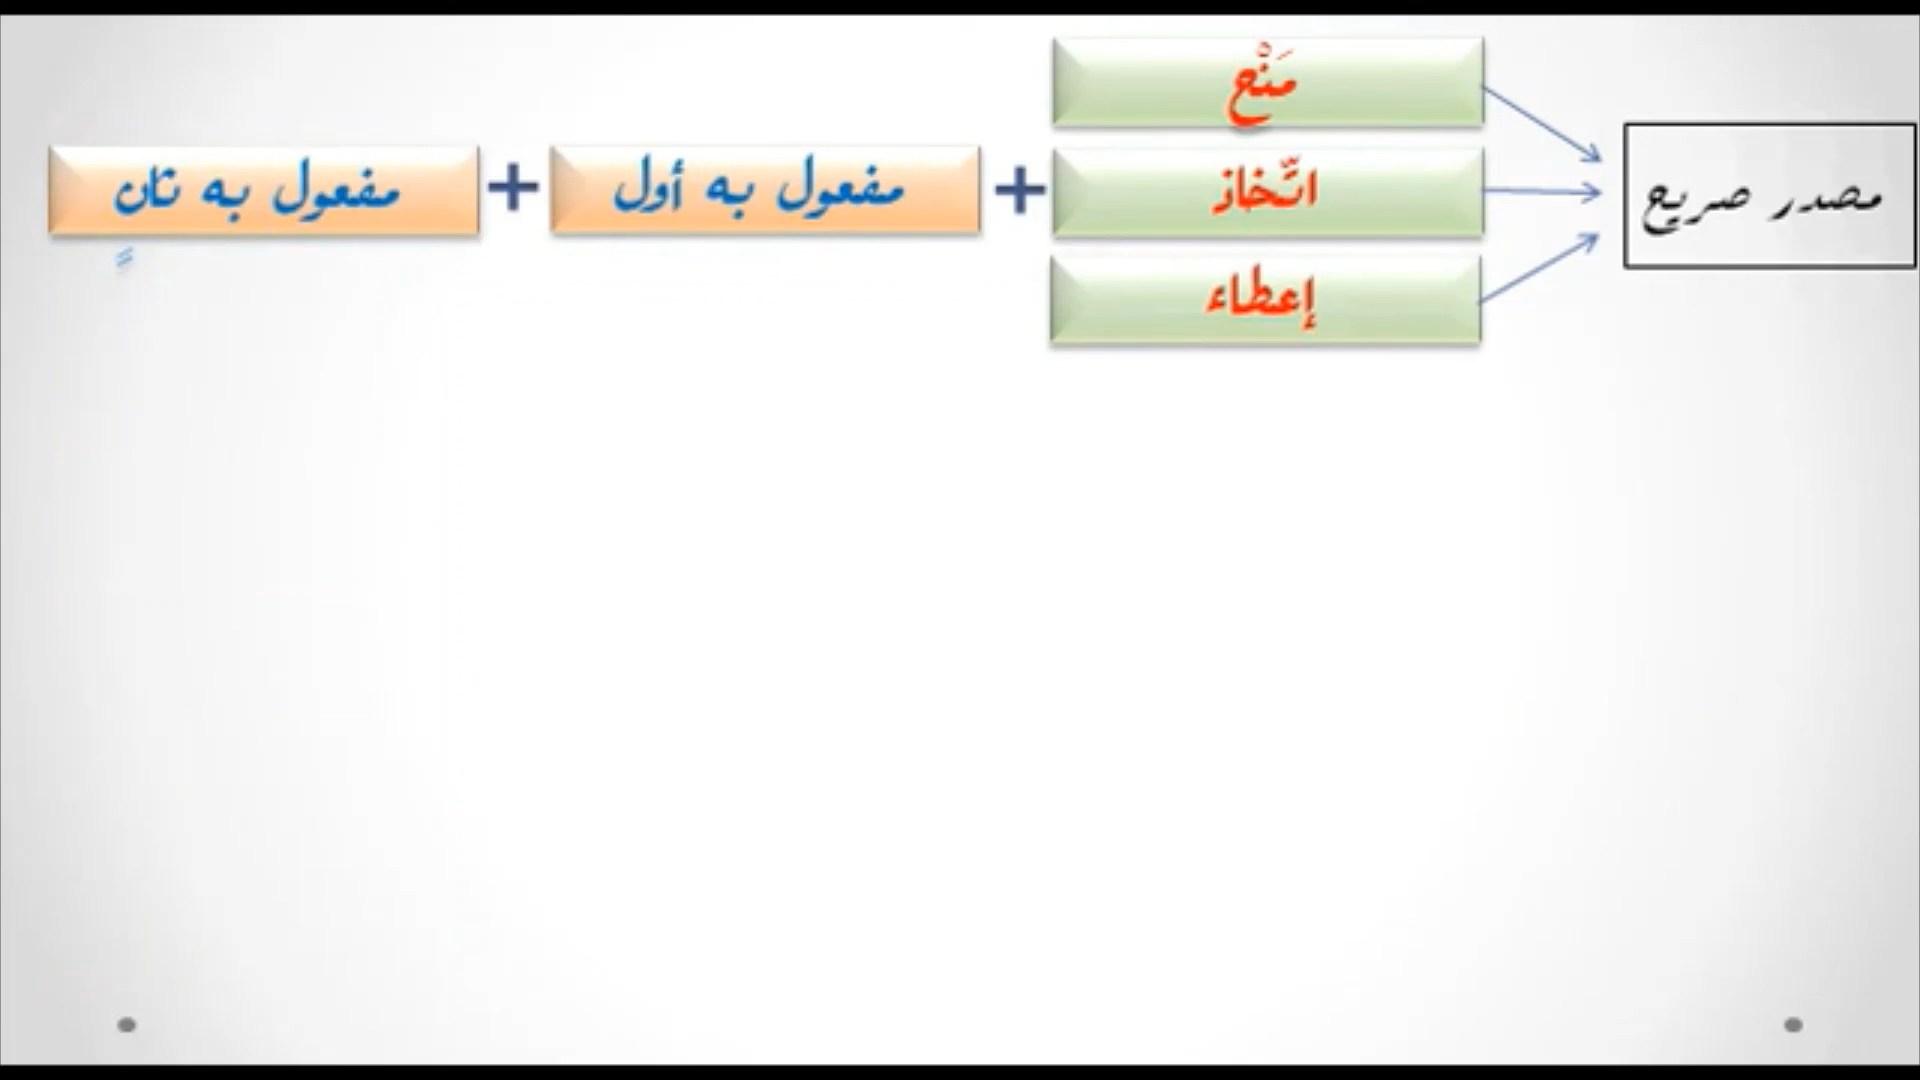 مَنْح
اتّخاذ
إعطاء
مصدر صريح
+
مفعول به أول
+
مفعول به ثانٍ